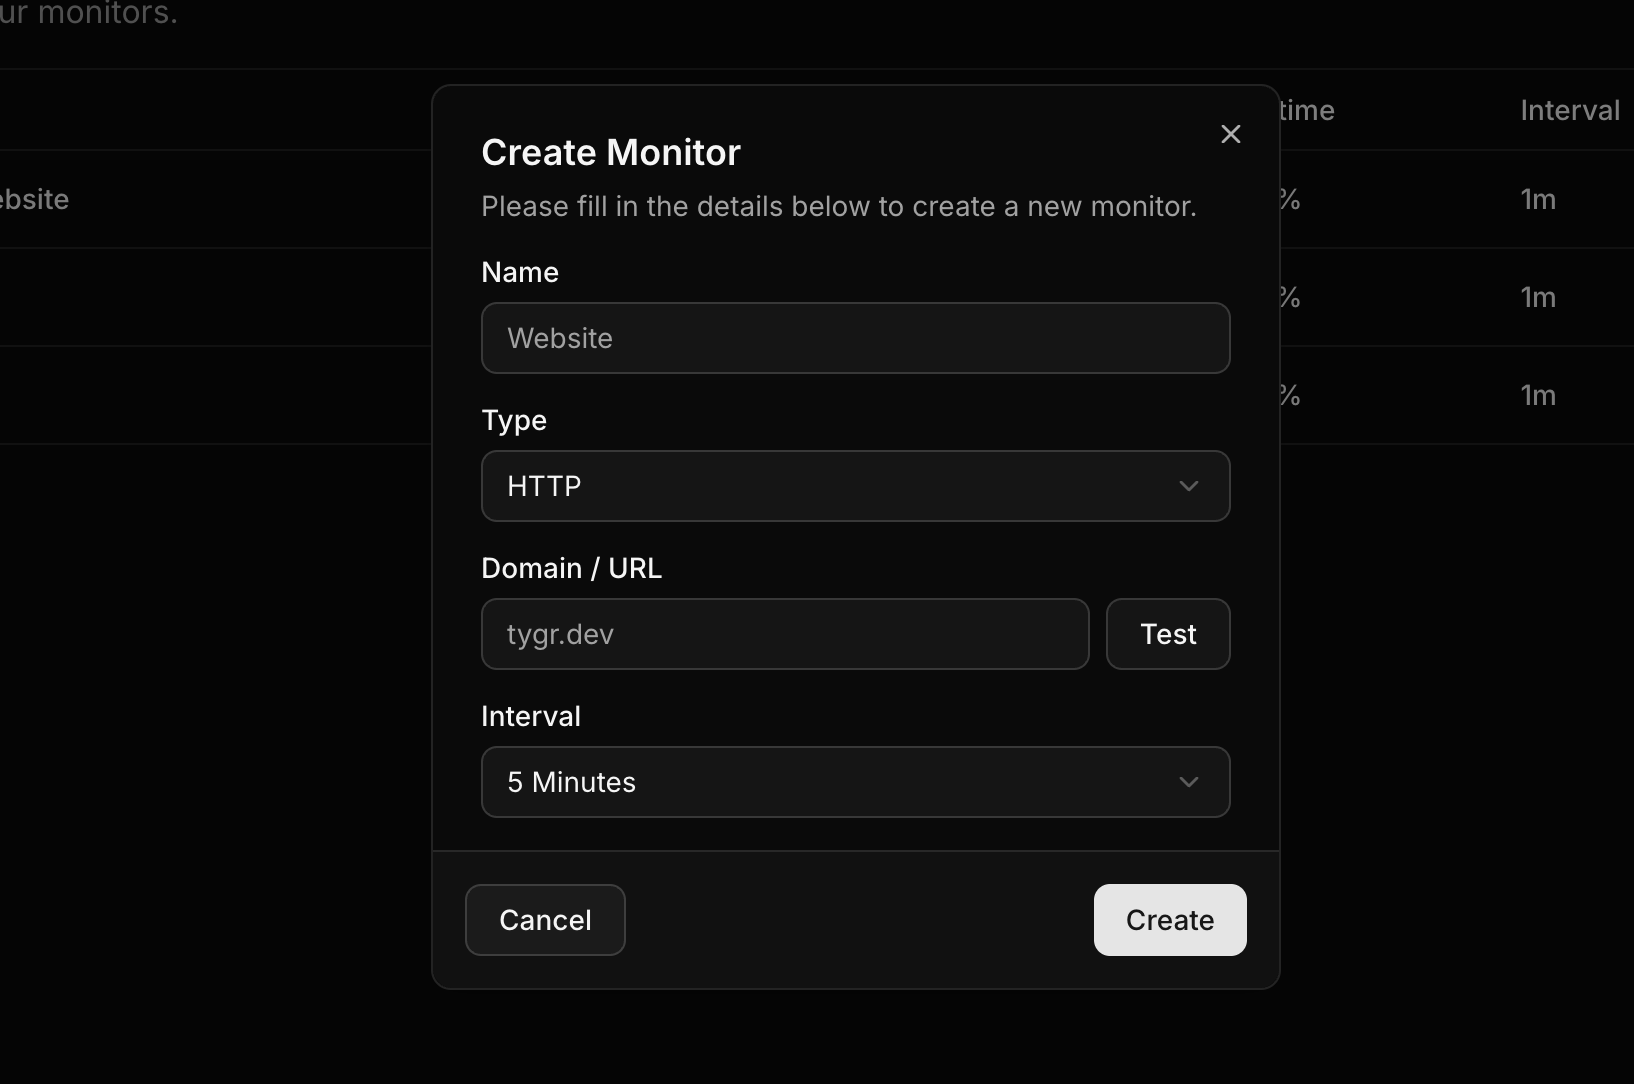 ur monitors.
time Interval
ebsite % 1m
% 1m
% 1m
Create Monitor
Please fill in the details below to create a new monitor.
Name
Website
Type
HTTP
Domain / URL
tygr.dev Test
Interval
5 Minutes
Cancel Create